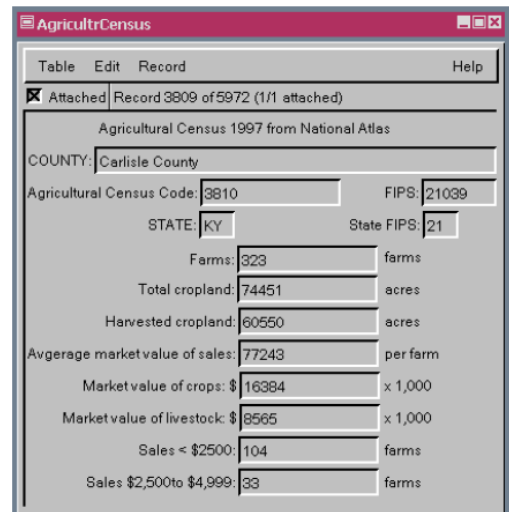 AgricultrCensus
Table Edit Record Help
Attached Record 3809 of 5972 (1/1 attached)
Agricultural Census 1997 from National Atlas
COUNTY: Carlisle County
Agricultural Census Code: 3810 FIPS: 21039
STATE: KY State FIPS: 21
Farms: 323 farms
Total cropland: 74451 acres
Harvested cropland: 60550 acres
Avgerage market value of sales: 77243 per farm
Market value of crops: $ 16384 x 1,000
Market value of livestock: $ 8565 x 1,000
Sales < $2500: 104 farms
Sales $2,500to $4,999: 33 farms